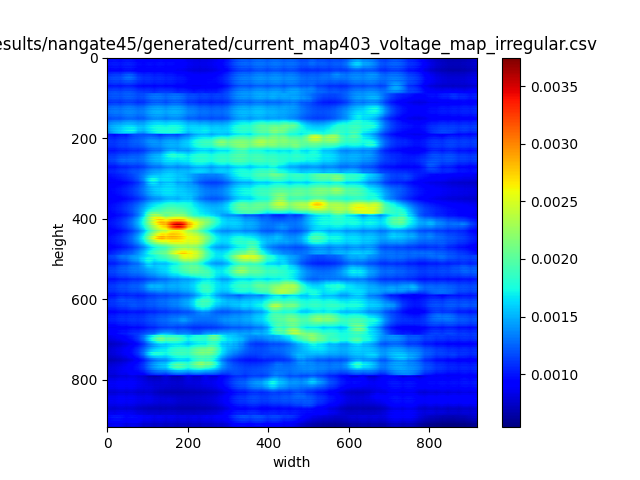 esults/nangate45/generated/current_map403_voltage_map_irregular.csv
0
200
400
600
800
height
0 200 400 600 800
width
0.0035
0.0030
0.0025
0.0020
0.0015
0.0010